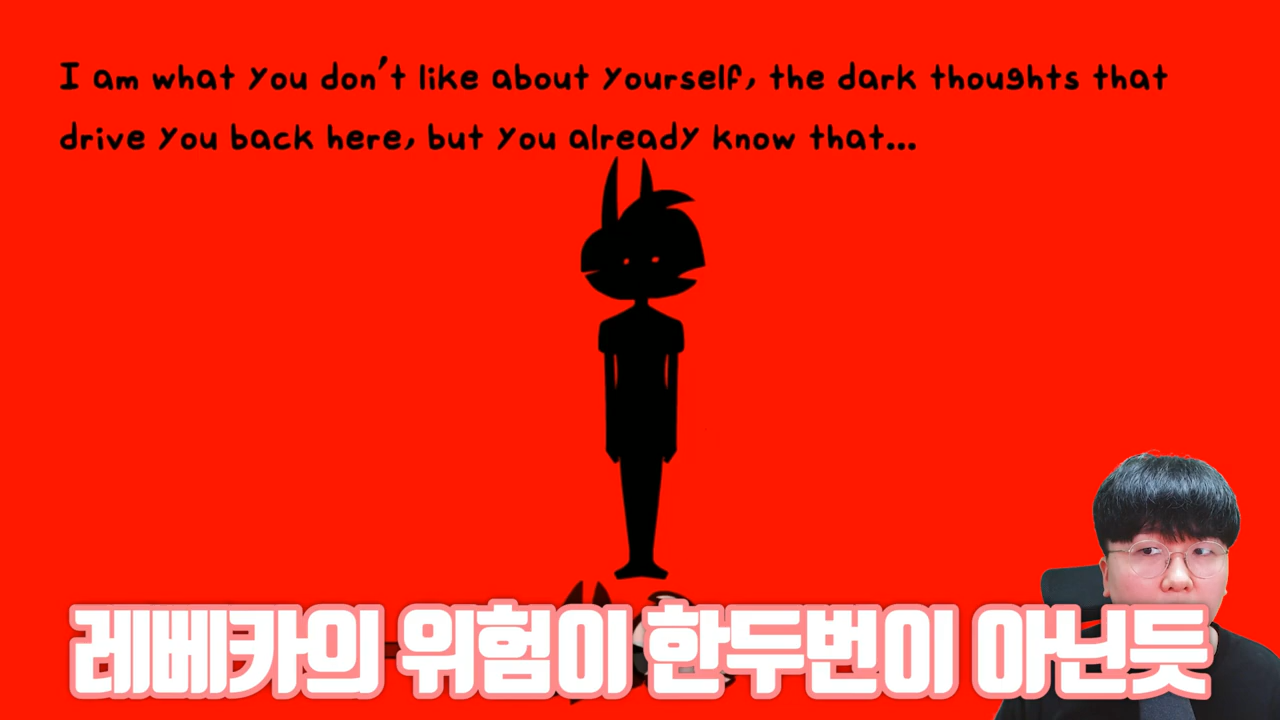 I am what you don't like about yourself, the dark thoughts that
drive you back here, but you already know that...
레베카의 위험이 한두번이 아닌듯